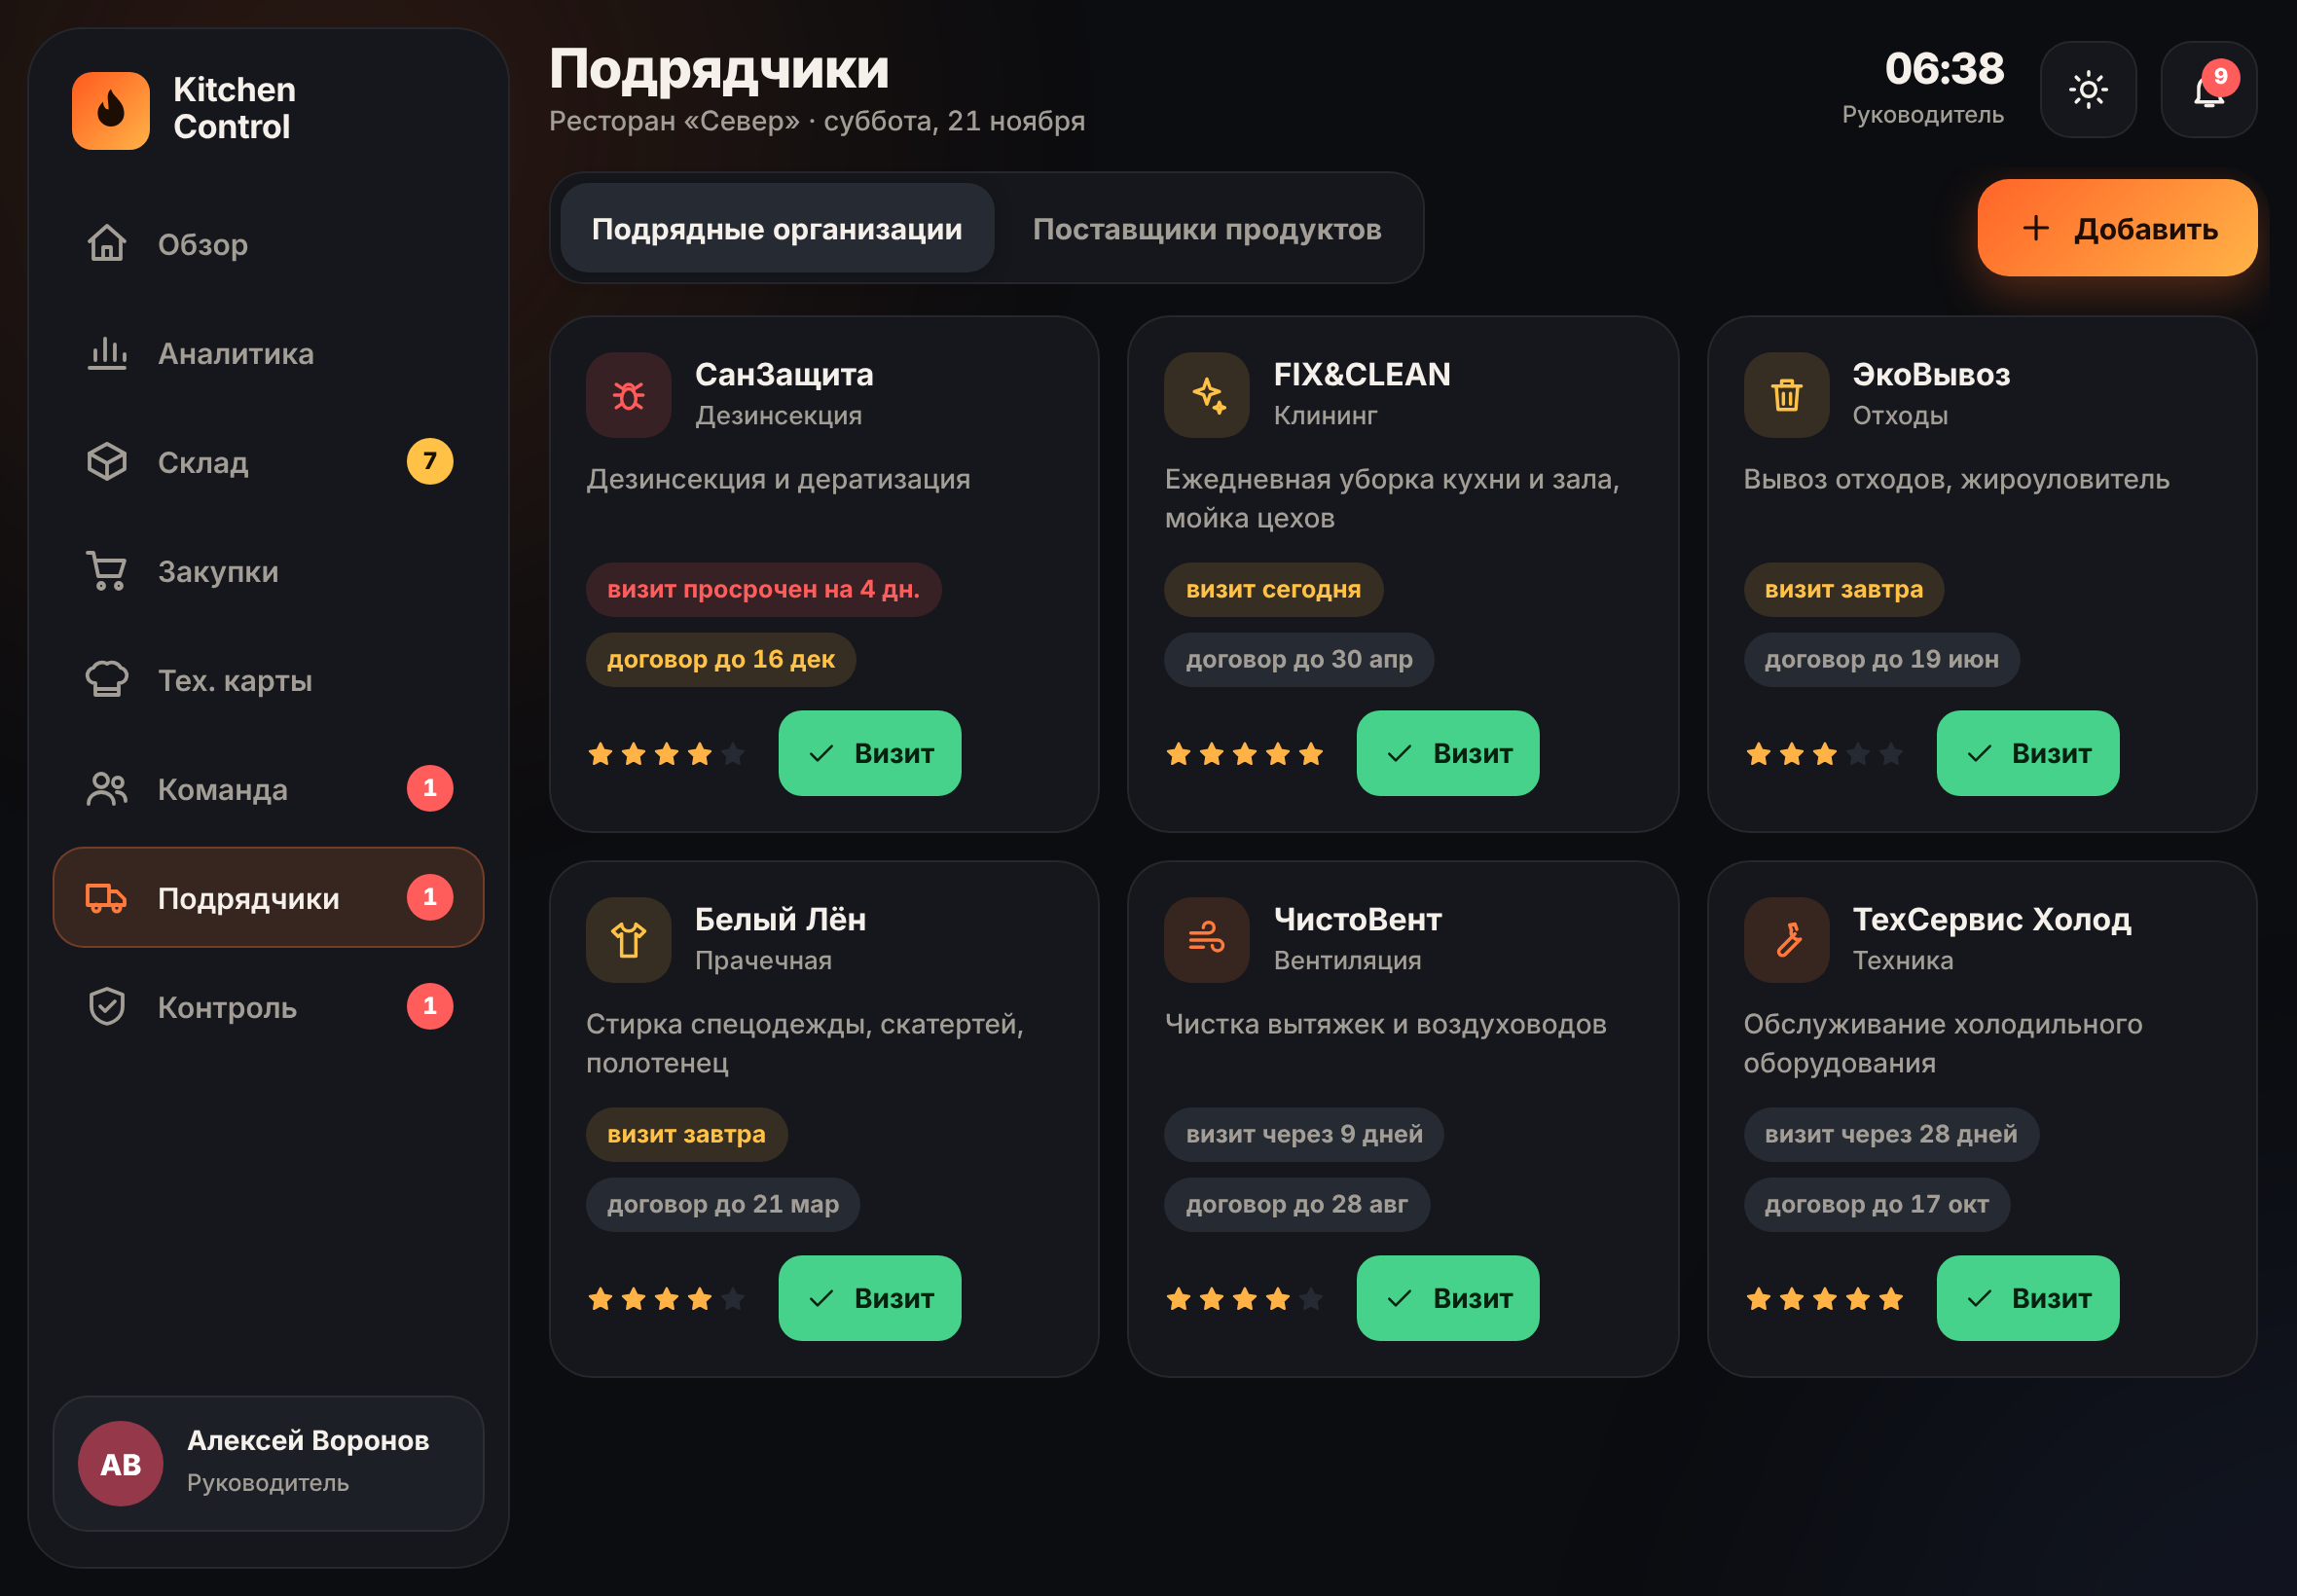 Kitchen
Control
Обзор
Аналитика
Склад
7
Закупки
Тех. карты
Команда
1
Подрядчики
1
Контроль
1
АВ
Алексей Воронов
Руководитель
Подрядчики
Ресторан «Север» · суббота, 21 ноября
06:38
Руководитель
9
Подрядные организации
Поставщики продуктов
Добавить
СанЗащита
Дезинсекция
Дезинсекция и дератизация
визит просрочен на 4 дн.
договор до 16 дек
Визит
FIX&CLEAN
Клининг
Ежедневная уборка кухни и зала,
мойка цехов
визит сегодня
договор до 30 апр
Визит
ЭкоВывоз
Отходы
Вывоз отходов, жироуловитель
визит завтра
договор до 19 июн
Визит
Белый Лён
Прачечная
Стирка спецодежды, скатертей,
полотенец
визит завтра
договор до 21 мар
Визит
ЧистоВент
Вентиляция
Чистка вытяжек и воздуховодов
визит через 9 дней
договор до 28 авг
Визит
ТехСервис Холод
Техника
Обслуживание холодильного
оборудования
визит через 28 дней
договор до 17 окт
Визит